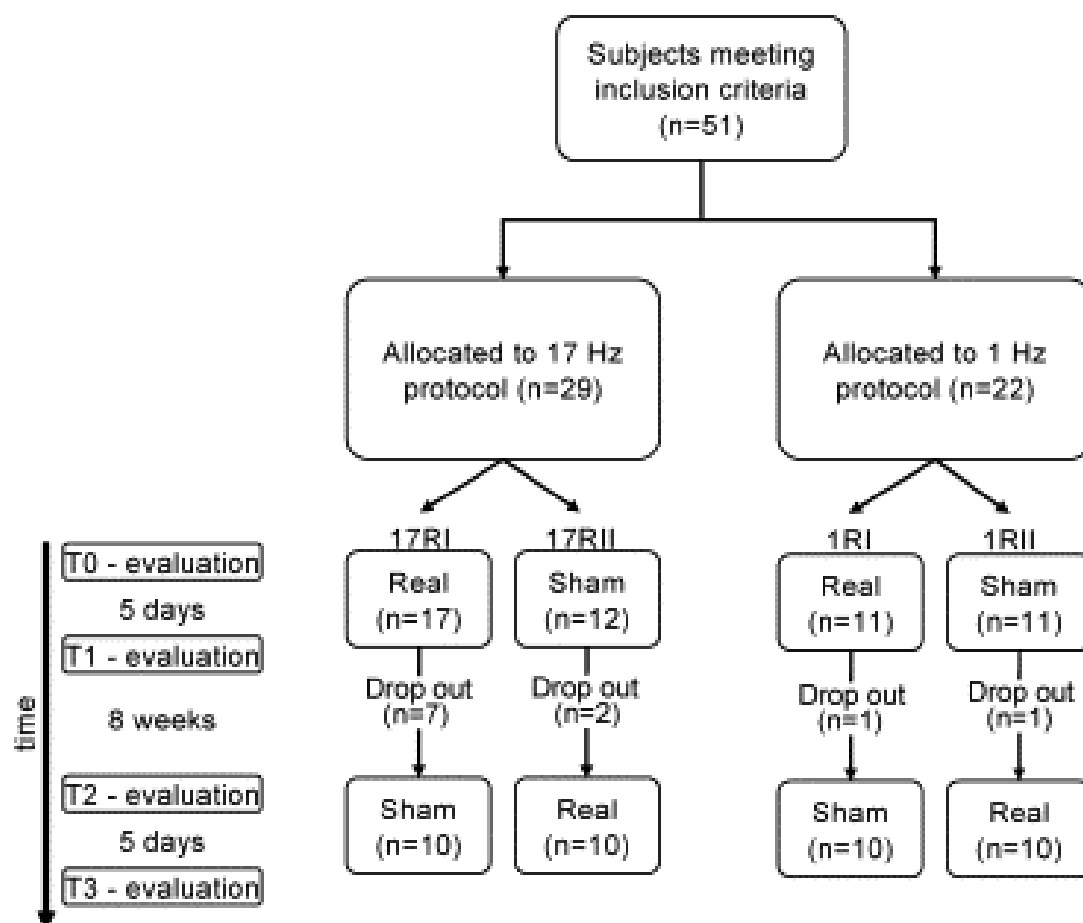 Subjects meeting
inclusion criteria
(n=51)
Allocated to 17 Hz
protocol (n=29)
Allocated to 1 Hz
protocol (n=22)
17RI
17RII
1RI
1RII
Real
(n=17)
Sham
(n=12)
Real
(n=11)
Sham
(n=11)
Drop out
(n=7)
Drop out
(n=2)
Drop out
(n=1)
Drop out
(n=1)
Sham
(n=10)
Real
(n=10)
Sham
(n=10)
Real
(n=10)
time
T0 - evaluation
5 days
T1 - evaluation
8 weeks
T2 - evaluation
5 days
T3 - evaluation